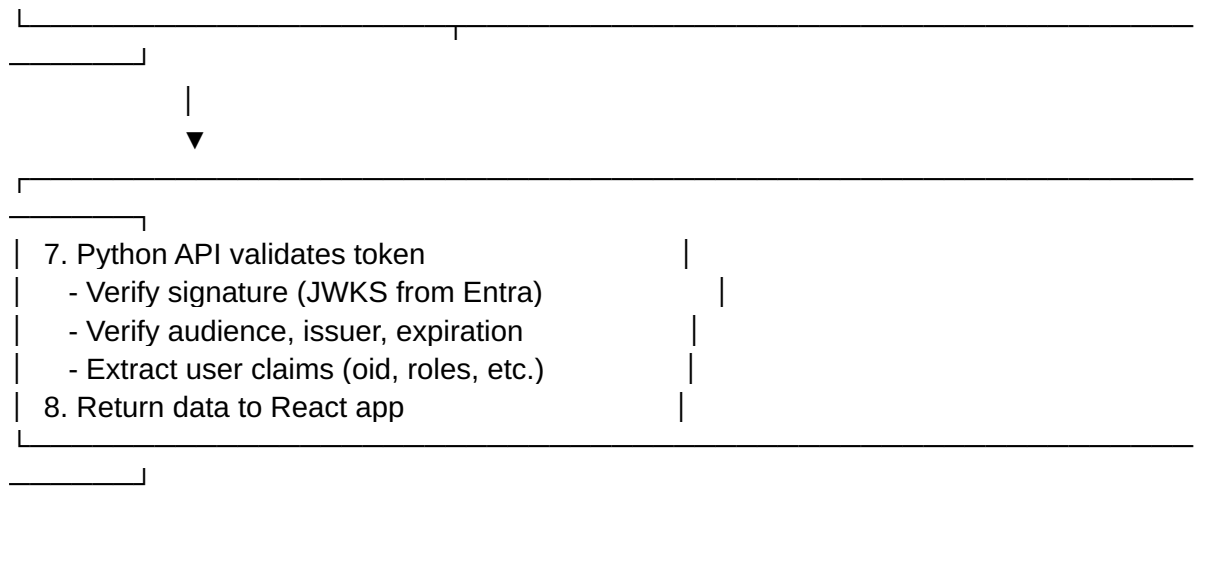 └─────────────────────┬───────────────────────────────────
──────┘
│
▼
┌─────────────────────────────────────────────────────────
──────┐
│ 7. Python API validates token │
│ - Verify signature (JWKS from Entra) │
│ - Verify audience, issuer, expiration │
│ - Extract user claims (oid, roles, etc.) │
│ 8. Return data to React app │
└─────────────────────────────────────────────────────────
──────┘